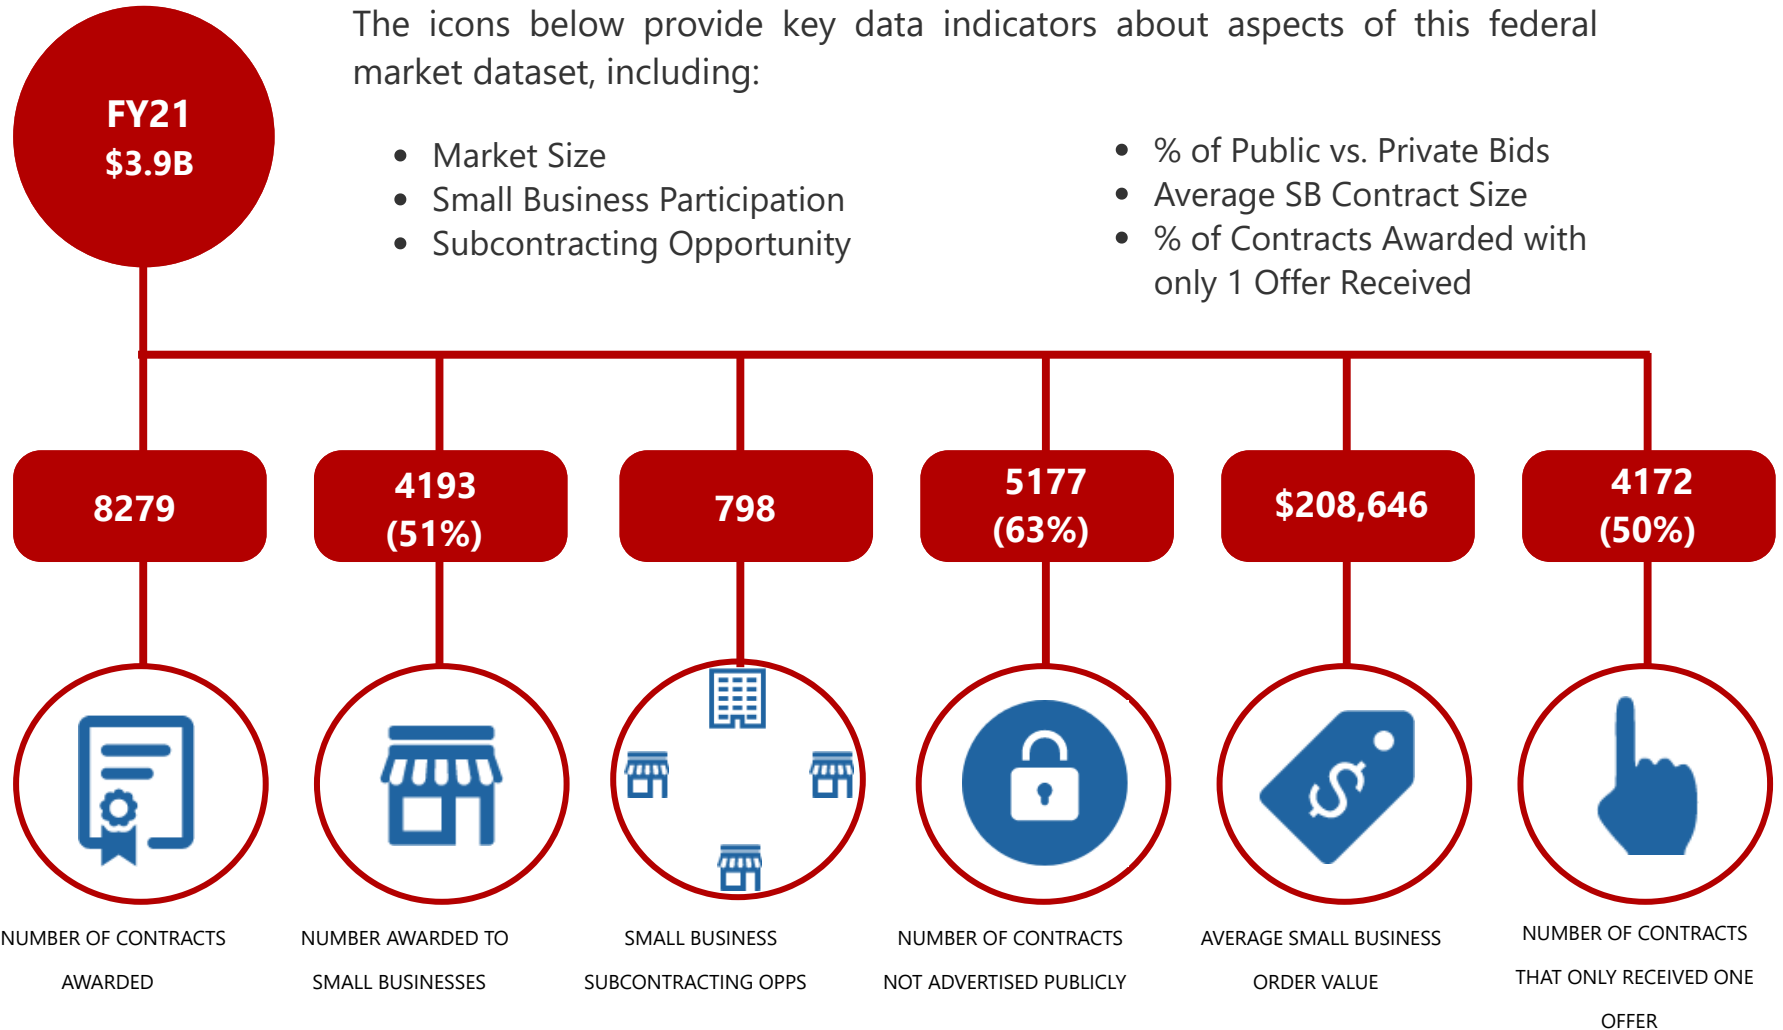 The icons below provide key data indicators about aspects of this federal
market dataset, including:
FY21
$3.9B
• Market Size
• Small Business Participation
• Subcontracting Opportunity
• % of Public vs. Private Bids
• Average SB Contract Size
• % of Contracts Awarded with
only 1 Offer Received
8279
4193
(51%)
798
5177
(63%)
$208,646
4172
(50%)
$
NUMBER OF CONTRACTS
AWARDED
NUMBER AWARDED TO
SMALL BUSINESSES
SMALL BUSINESS
SUBCONTRACTING OPPS
NUMBER OF CONTRACTS
NOT ADVERTISED PUBLICLY
AVERAGE SMALL BUSINESS
ORDER VALUE
NUMBER OF CONTRACTS
THAT ONLY RECEIVED ONE
OFFER